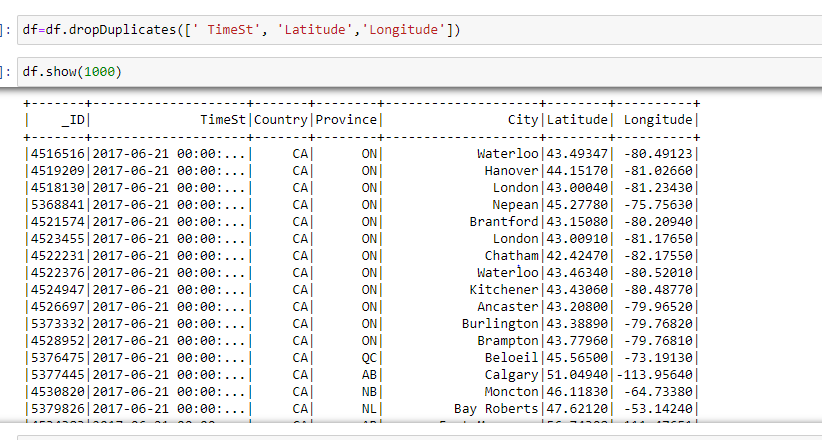 ]: df=df.dropDuplicates([' TimeSt', 'Latitude','Longitude'])
]: df.show(1000)
+-------+--------------------+-------+--------+--------------------+--------+----------+
|    _ID|              TimeSt|Country|Province|                City|Latitude| Longitude|
+-------+--------------------+-------+--------+--------------------+--------+----------+
|4516516|2017-06-21 00:00:...|     CA|      ON|            Waterloo|43.49347| -80.49123|
|4519209|2017-06-21 00:00:...|     CA|      ON|             Hanover|44.15170| -81.02660|
|4518130|2017-06-21 00:00:...|     CA|      ON|              London|43.00040| -81.23430|
|5368841|2017-06-21 00:00:...|     CA|      ON|              Nepean|45.27780| -75.75630|
|4521574|2017-06-21 00:00:...|     CA|      ON|           Brantford|43.15080| -80.20940|
|4523455|2017-06-21 00:00:...|     CA|      ON|              London|43.00910| -81.17650|
|4522231|2017-06-21 00:00:...|     CA|      ON|             Chatham|42.42470| -82.17550|
|4522376|2017-06-21 00:00:...|     CA|      ON|            Waterloo|43.46340| -80.52010|
|4524947|2017-06-21 00:00:...|     CA|      ON|           Kitchener|43.43060| -80.48770|
|4526697|2017-06-21 00:00:...|     CA|      ON|            Ancaster|43.20800| -79.96520|
|5373332|2017-06-21 00:00:...|     CA|      ON|          Burlington|43.38890| -79.76820|
|4528952|2017-06-21 00:00:...|     CA|      ON|            Brampton|43.77960| -79.76810|
|5376475|2017-06-21 00:00:...|     CA|      QC|             Beloeil|45.56500| -73.19130|
|5377445|2017-06-21 00:00:...|     CA|      AB|             Calgary|51.04940|-113.95640|
|4530820|2017-06-21 00:00:...|     CA|      NB|             Moncton|46.11830| -64.73380|
|5379826|2017-06-21 00:00:...|     CA|      NL|         Bay Roberts|47.62120| -53.14240|